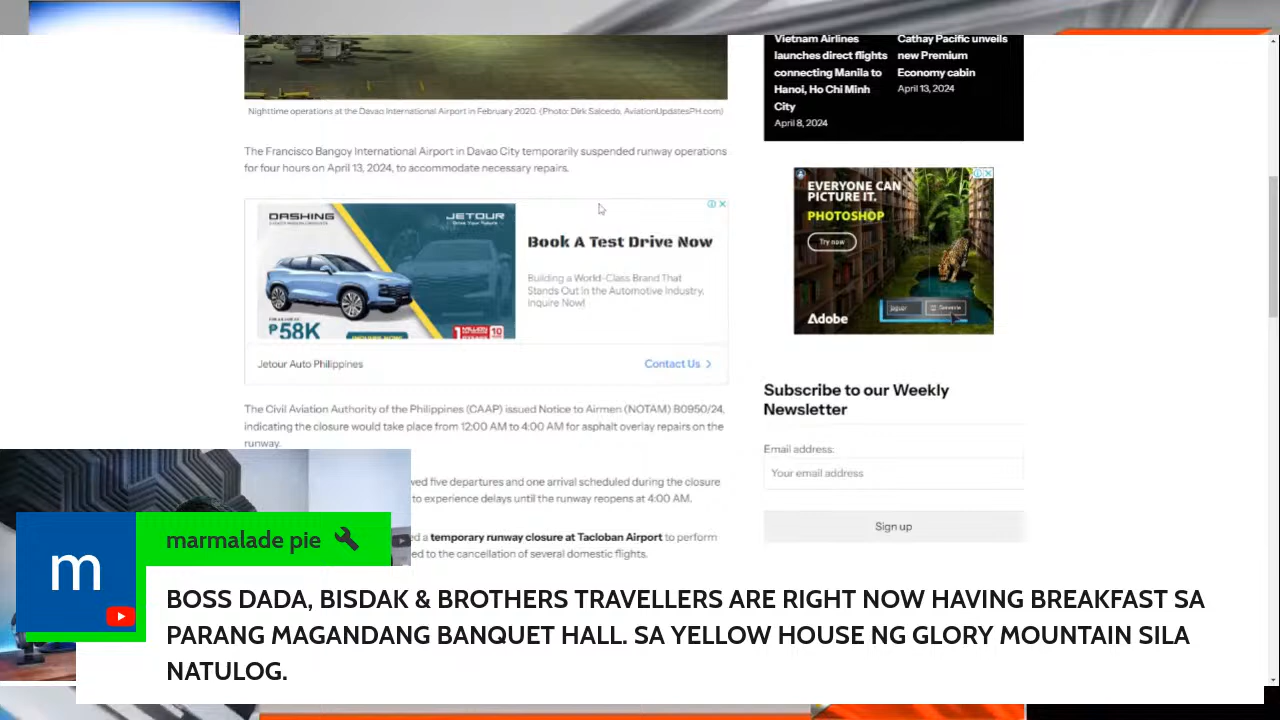 Vietnam Airlines
launches direct flights
connecting Manila to
Hanoi, Ho Chi Minh
City
April 8, 2024
Cathay Pacific unveils
new Premium
Economy cabin
April 13, 2024
Nighttime operations at the Davao International Airport in February 2020. (Photo: Dirk Salcedo, AviationUpdatesPH.com)
The Francisco Bangoy International Airport in Davao City temporarily suspended runway operations
for four hours on April 13, 2024, to accommodate necessary repairs.
DASHING
JETOUR
₱58K
1 MILLION
10
Book A Test Drive Now
Building a World-Class Brand That
Stands Out in the Automotive Industry.
Inquire Now!
Jetour Auto Philippines
Contact Us
EVERYONE CAN
PICTURE IT.
PHOTOSHOP
Try now
Jaguar
Generate
Adobe
Subscribe to our Weekly
Newsletter
Email address:
Your email address
Sign up
The Civil Aviation Authority of the Philippines (CAAP) issued Notice to Airmen (NOTAM) B0950/24,
indicating the closure would take place from 12:00 AM to 4:00 AM for asphalt overlay repairs on the
runway.
ved five departures and one arrival scheduled during the closure
to experience delays until the runway reopens at 4:00 AM.
ed a temporary runway closure at Tacloban Airport to perform
ed to the cancellation of several domestic flights.
m
marmalade pie
BOSS DADA, BISDAK & BROTHERS TRAVELLERS ARE RIGHT NOW HAVING BREAKFAST SA
PARANG MAGANDANG BANQUET HALL. SA YELLOW HOUSE NG GLORY MOUNTAIN SILA
NATULOG.